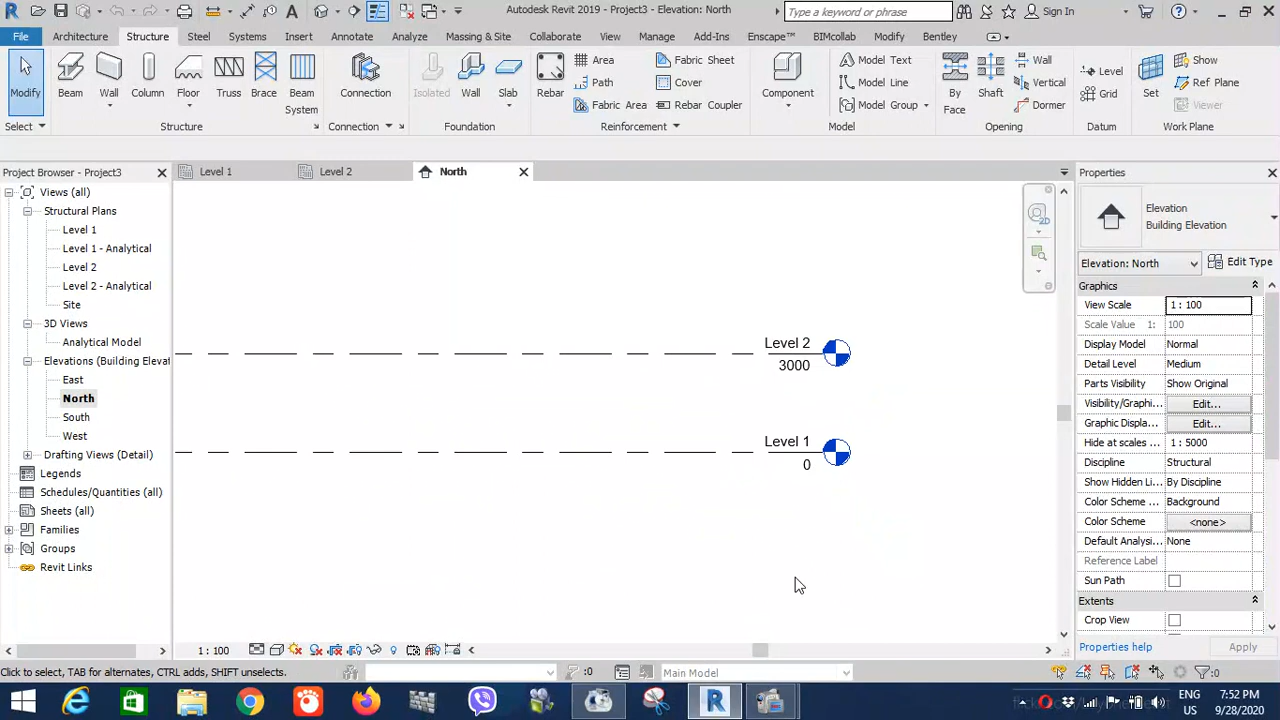 Autodesk Revit 2019 - Project3 - Elevation: North
Type a keyword or phrase
Sign In
File Architecture Structure Steel Systems Insert Annotate Analyze Massing & Site Collaborate View Manage Add-Ins Enscape™ BIMcollab Modify Bentley
Modify
Beam
Wall
Column
Floor
Truss
Brace
Beam System
Connection
Isolated
Wall
Slab
Rebar
Area
Path
Fabric Area
Fabric Sheet
Cover
Rebar Coupler
Component
Model Text
Model Line
Model Group
By Face
Shaft
Wall
Vertical
Dormer
Level
Grid
Set
Show
Ref Plane
Viewer
Select
Structure
Connection
Foundation
Reinforcement
Model
Opening
Datum
Work Plane
Project Browser - Project3
Views (all)
Structural Plans
Level 1
Level 1 - Analytical
Level 2
Level 2 - Analytical
Site
3D Views
Analytical Model
Elevations (Building Elevat
East
North
South
West
Drafting Views (Detail)
Legends
Schedules/Quantities (all)
Sheets (all)
Families
Groups
Revit Links
Level 1
Level 2
North
2D
Level 2
3000
Level 1
0
1 : 100
Properties
Elevation
Building Elevation
Elevation: North
Edit Type
Graphics
View Scale 1 : 100
Scale Value 1: 100
Display Model Normal
Detail Level Medium
Parts Visibility Show Original
Visibility/Graphi... Edit...
Graphic Displa... Edit...
Hide at scales ... 1 : 5000
Discipline Structural
Show Hidden Li... By Discipline
Color Scheme ... Background
Color Scheme <none>
Default Analysi... None
Reference Label
Sun Path
Extents
Crop View
Properties help
Apply
Click to select, TAB for alternates, CTRL adds, SHIFT unselects.
:0
Main Model
:0
ENG
US
7:52 PM
9/28/2020